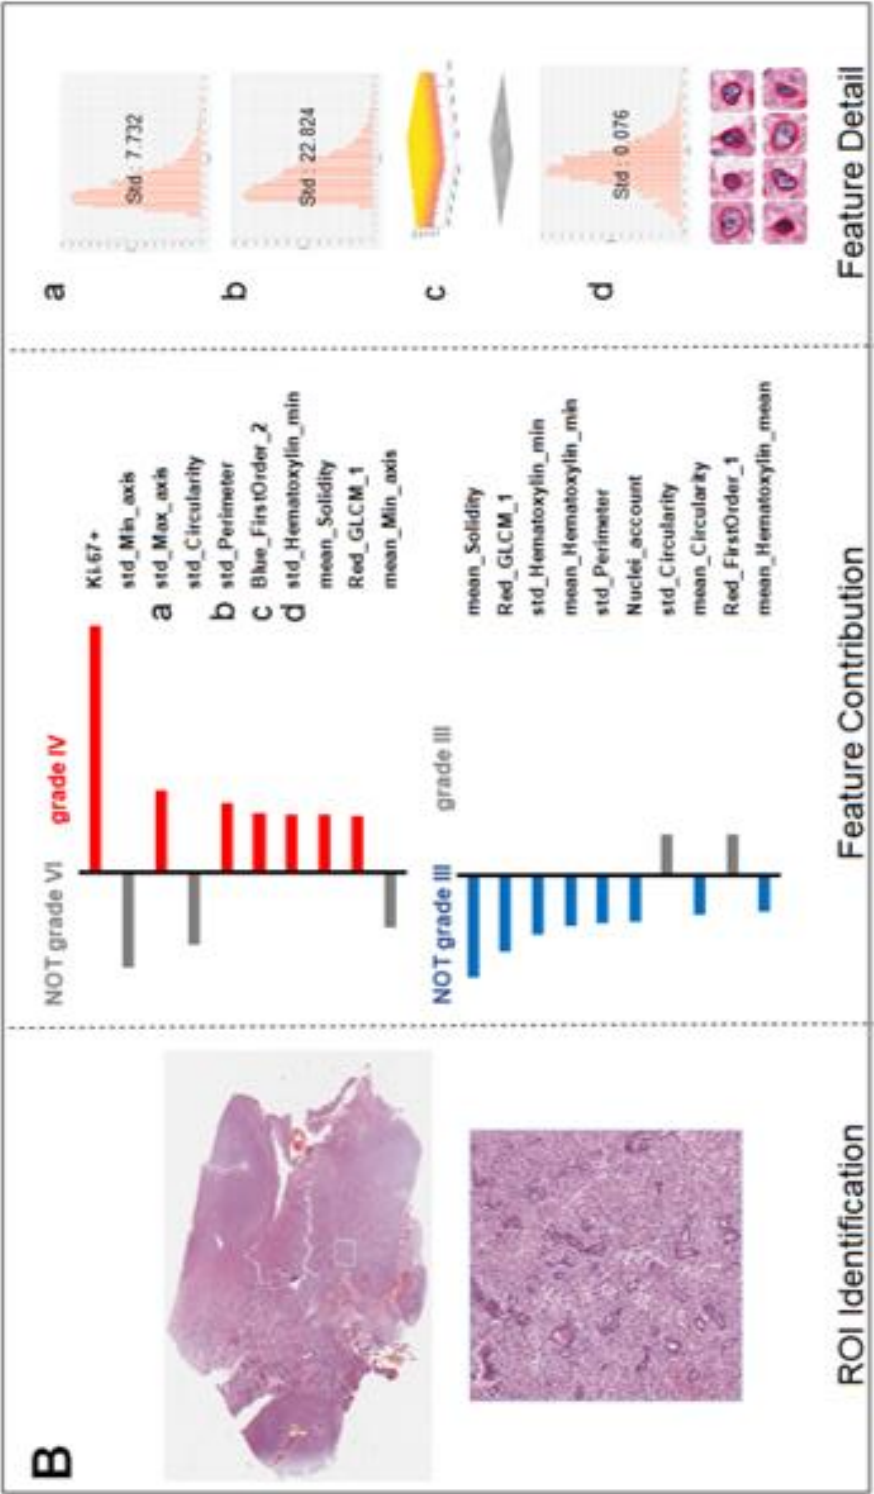 B
ROI Identification
NOT grade VI
grade IV
Ki-67+
std_Min_axis
a std_Max_axis
std_Circularity
b std_Perimeter
c Blue_FirstOrder_2
d std_Hematoxylin_min
mean_Solidity
Red_GLCM_1
mean_Min_axis
NOT grade III
grade III
mean_Solidity
Red_GLCM_1
std_Hematoxylin_min
mean_Hematoxylin_min
std_Perimeter
Nuclei_account
std_Circularity
mean_Circularity
Red_FirstOrder_1
mean_Hematoxylin_mean
Feature Contribution
a
Std : 7.732
b
Std : 22.824
c
d
Std : 0.076
Feature Detail